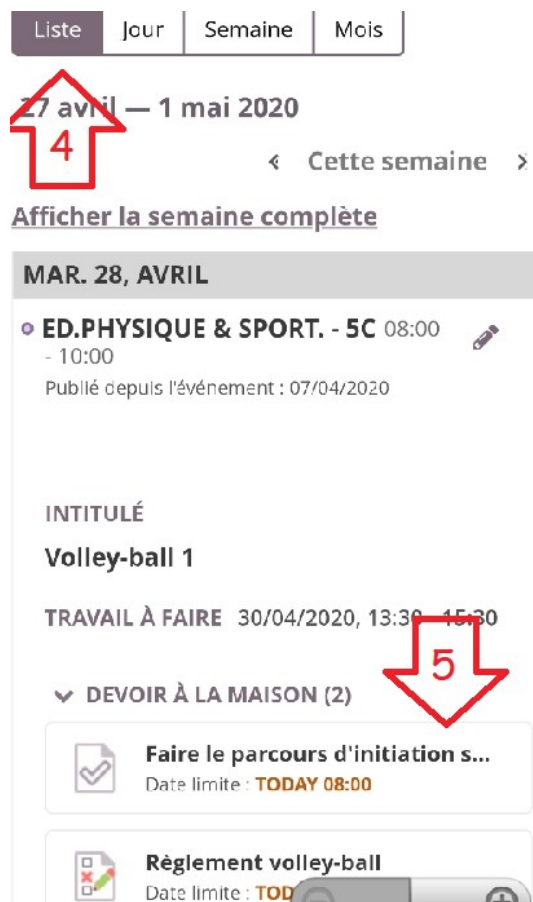 Liste Jour Semaine Mois
27 avril — 1 mai 2020
4
Cette semaine
Afficher la semaine complète
MAR. 28, AVRIL
ED.PHYSIQUE & SPORT. - 5C 08:00
- 10:00
Publié depuis l'événement : 07/04/2020
INTITULÉ
Volley-ball 1
TRAVAIL À FAIRE 30/04/2020, 13:30 - 15:30
5
DEVOIR À LA MAISON (2)
Faire le parcours d'initiation s...
Date limite : TODAY 08:00
Règlement volley-ball
Date limite :